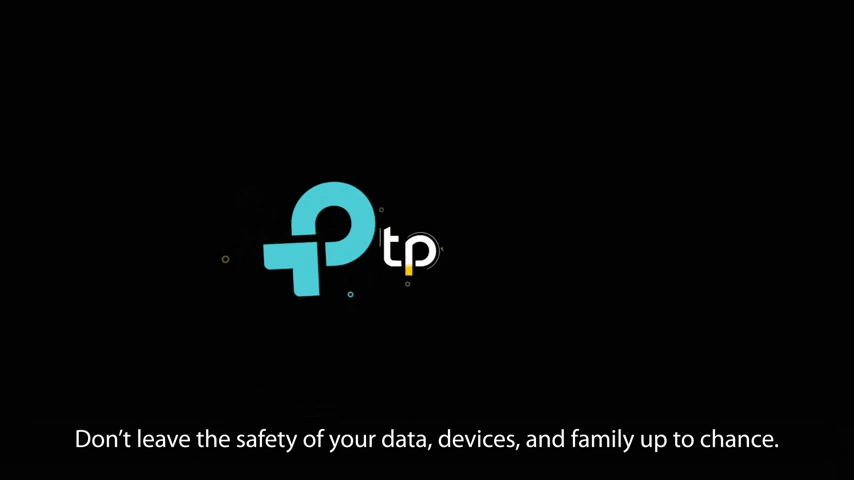 tp
Don’t leave the safety of your data, devices, and family up to chance.